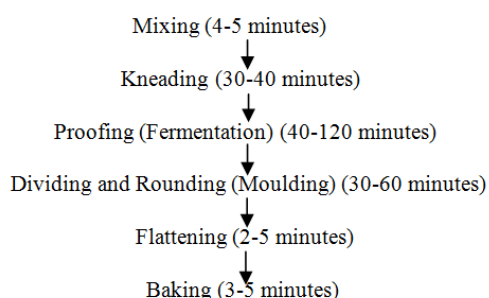 Mixing (4-5 minutes)
Kneading (30-40 minutes)
Proofing (Fermentation) (40-120 minutes)
Dividing and Rounding (Moulding) (30-60 minutes)
Flattening (2-5 minutes)
Baking (3-5 minutes)